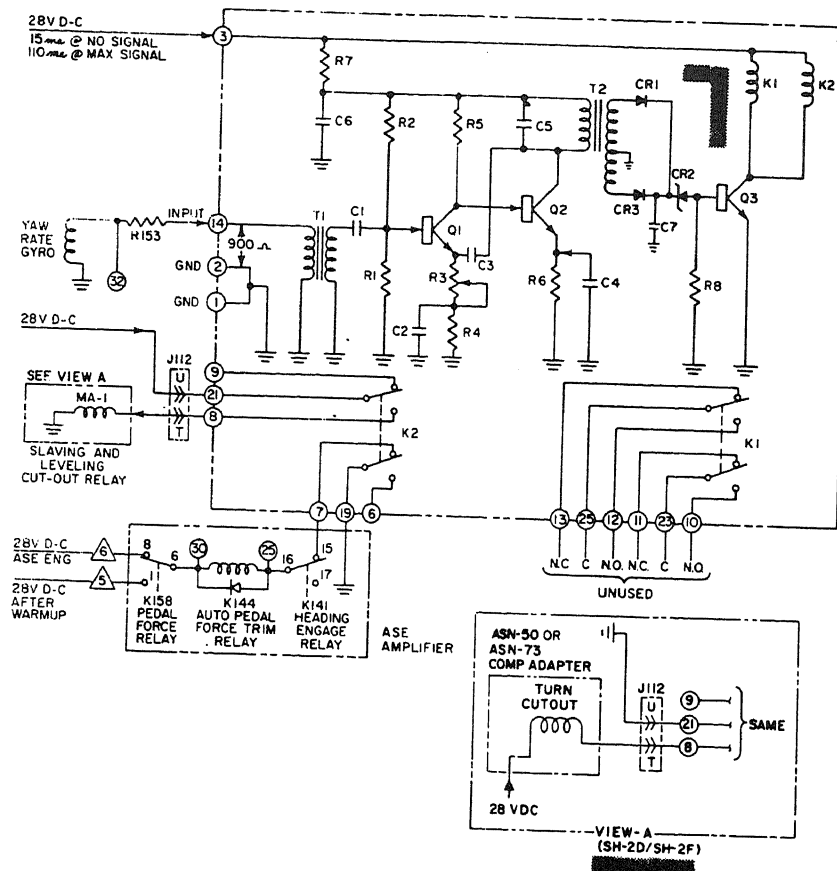 28V D-C
15ma @ NO SIGNAL
110ma @ MAX SIGNAL
3
R7
C6
R2
R5
C5
T2
CR1
K1
K2
CR2
CR3
C7
Q3
YAW
RATE
GYRO
32
R153
INPUT
14
900 Ω
GND
2
GND
1
T1
C1
Q1
Q2
R1
R3
C3
C2
R4
R6
C4
R8
28V D-C
J112
U
T
9
21
8
SEE VIEW A
MA-1
SLAVING AND
LEVELING
CUT-OUT RELAY
K2
K1
7
19
6
13
25
12
11
23
10
N.C
C
N.O.
N.C.
C
N.O.
UNUSED
28V D-C
ASE ENG
6
28V D-C
AFTER
WARMUP
5
8
6
1
30
25
16
15
17
K158
PEDAL
FORCE
RELAY
K144
AUTO PEDAL
FORCE TRIM
RELAY
K141
HEADING
ENGAGE
RELAY
ASE
AMPLIFIER
ASN-50 OR
ASN-73
COMP ADAPTER
TURN
CUTOUT
28 VDC
J112
U
T
9
21
8
SAME
VIEW-A
(SH-2D/SH-2F)